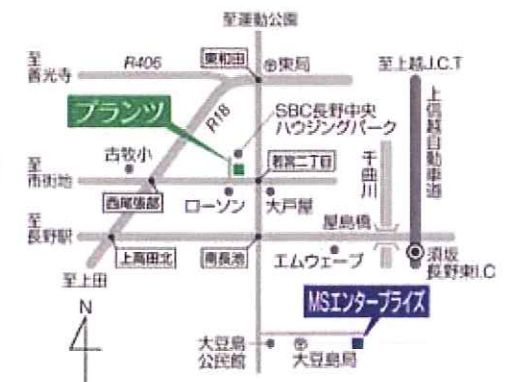 至運動公園
至
善光寺
R406
東和田
〒東局
至上越J.C.T
プランツ
R18
SBC長野中央
ハウジングパーク
上信越自動車道
古牧小
至
市街地
若宮二丁目
千曲川
西尾張部
ローソン
大戸屋
屋島橋
至
長野駅
上高田北
南長池
エムウェーブ
須坂
長野東I.C
至上田
N
MSエンタープライズ
大豆島
公民館
〒
大豆島局